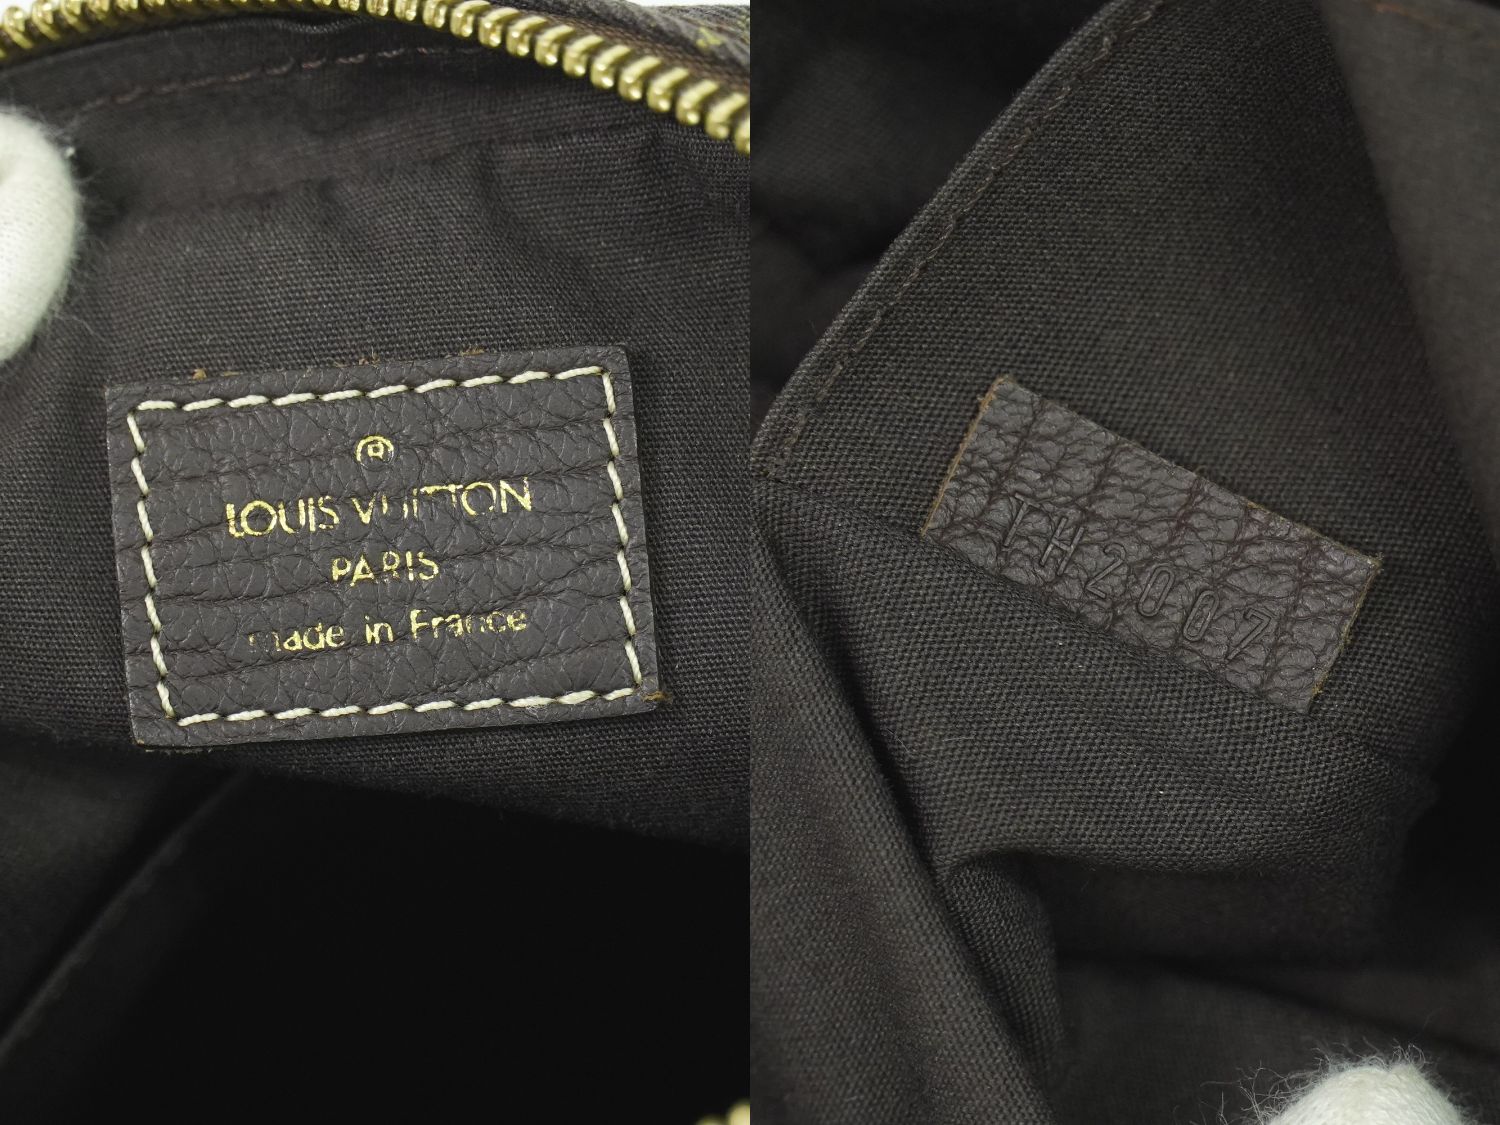 ®
LOUIS VUITTON
PARIS
made in France
TH2007